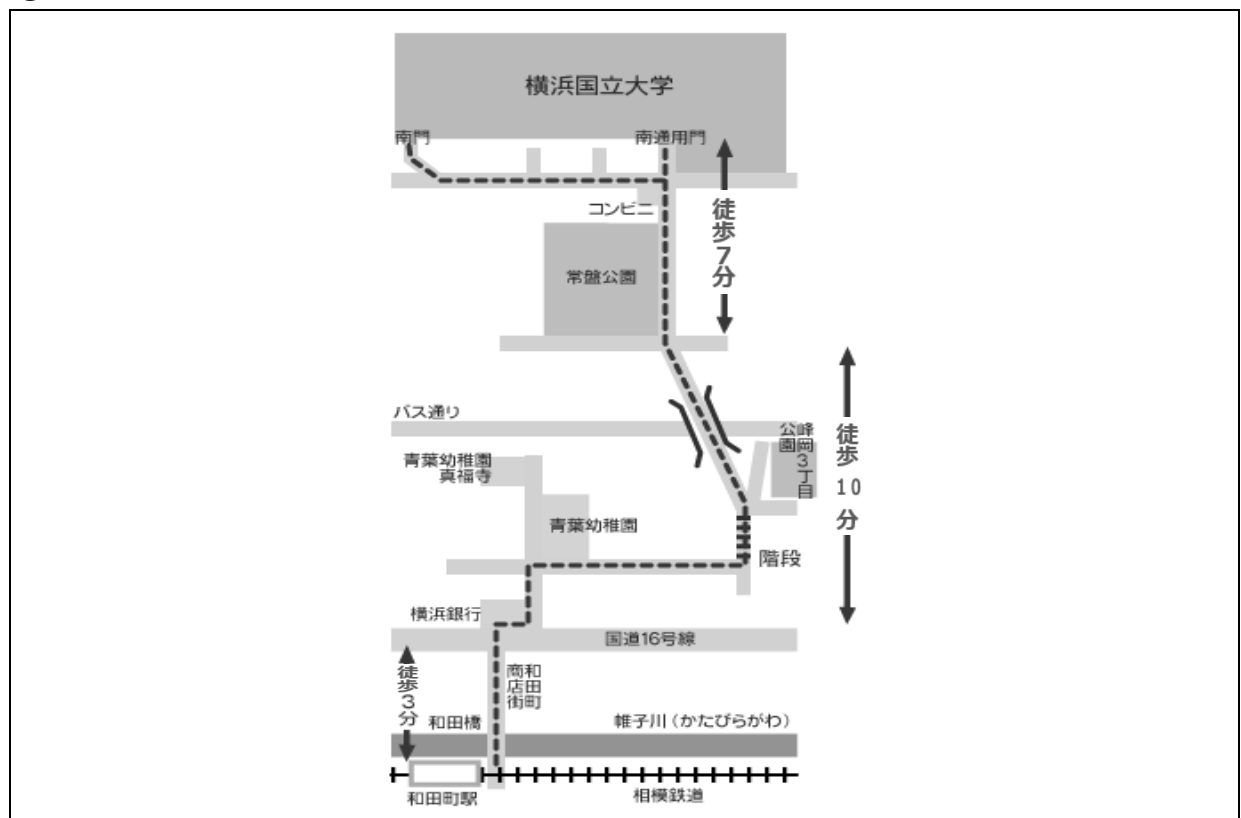 横浜国立大学
南門
南通用門
コンビニ
徒歩7分
常盤公園
バス通り
峰岡3丁目
公園
徒歩10分
青葉幼稚園
真福寺
青葉幼稚園
階段
横浜銀行
国道16号線
徒歩3分
和田町
商店街
和田橋
帷子川(かたびらがわ)
和田町駅
相模鉄道